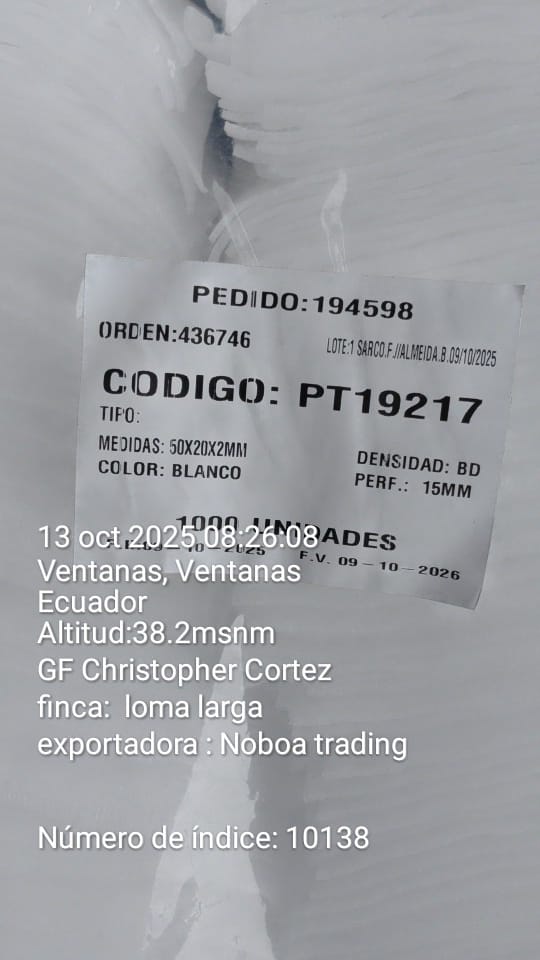 PEDIDO:194598
ORDEN:436746
LOTE:1 SARCO.F.//ALMEIDA.B.09/10/2025
CODIGO: PT19217
TIPO:
MEDIDAS: 50X20X2MM
DENSIDAD: BD
COLOR: BLANCO
PERF.: 15MM
1000 UNIDADES
09-10-2025 F.V. 09-10-2026
13 oct 2025 08:26:08
Ventanas, Ventanas
Ecuador
Altitud:38.2msnm
GF Christopher Cortez
finca: loma larga
exportadora : Noboa trading
Número de índice: 10138